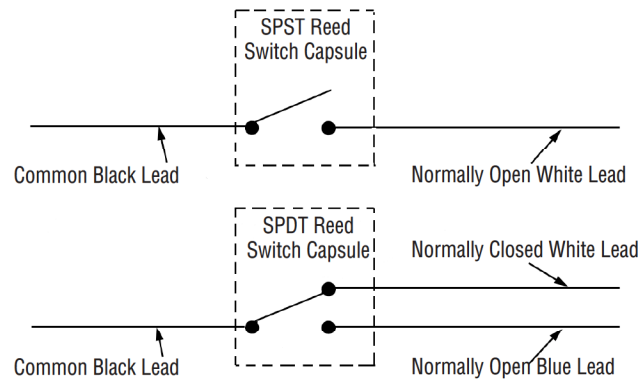 SPST Reed
Switch Capsule
Common Black Lead
Normally Open White Lead
SPDT Reed
Switch Capsule
Normally Closed White Lead
Common Black Lead
Normally Open Blue Lead